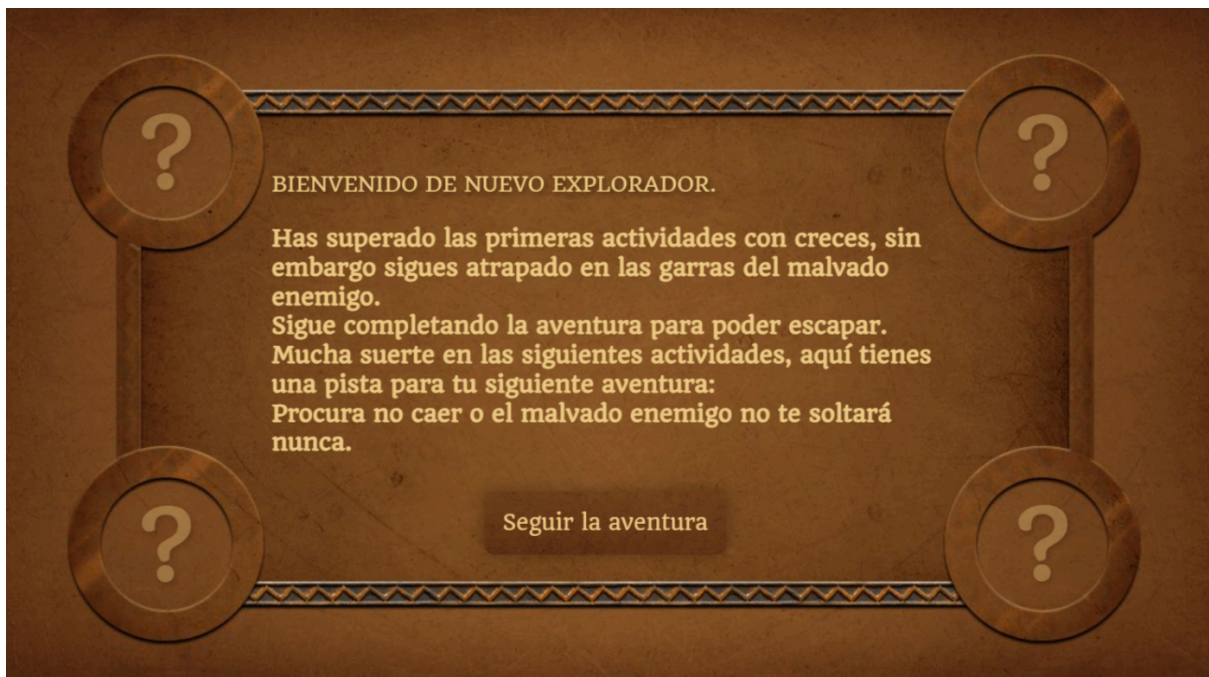 ?
?
BIENVENIDO DE NUEVO EXPLORADOR.
Has superado las primeras actividades con creces, sin
embargo sigues atrapado en las garras del malvado
enemigo.
Sigue completando la aventura para poder escapar.
Mucha suerte en las siguientes actividades, aquí tienes
una pista para tu siguiente aventura:
Procura no caer o el malvado enemigo no te soltará
nunca.
Seguir la aventura
?
?